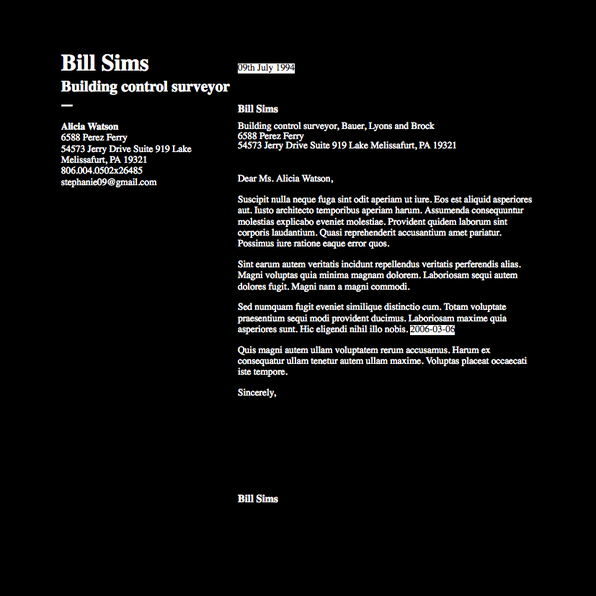 Bill Sims
Building control surveyor
—
Alicia Watson
6588 Perez Ferry
54573 Jerry Drive Suite 919 Lake
Melissafurt, PA 19321
806.004.0502x26485
stephanie09@gmail.com
09th July 1994
Bill Sims
Building control surveyor, Bauer, Lyons and Brock
6588 Perez Ferry
54573 Jerry Drive Suite 919 Lake Melissafurt, PA 19321
Dear Ms. Alicia Watson,
Suscipit nulla neque fuga sint odit aperiam ut iure. Eos est aliquid asperiores
aut. Iusto architecto temporibus aperiam harum. Assumenda consequuntur
molestias explicabo eveniet molestiae. Provident quidem laborum sint
corporis laudantium. Quasi reprehenderit accusantium amet pariatur.
Possimus iure ratione eaque error quos.
Sint earum autem veritatis incidunt repellendus veritatis perferendis alias.
Magni voluptas quia minima magnam dolorem. Laboriosam sequi autem
dolores fugit. Magni nam a magni commodi.
Sed numquam fugit eveniet similique distinctio cum. Totam voluptate
praesentium sequi modi provident ducimus. Laboriosam maxime quia
asperiores sunt. Hic eligendi nihil illo nobis. 2006-03-06
Quis magni autem ullam voluptatem rerum accusamus. Harum ex
consequatur ullam tenetur autem ullam maxime. Voluptas placeat occaecati
iste tempore.
Sincerely,
Bill Sims